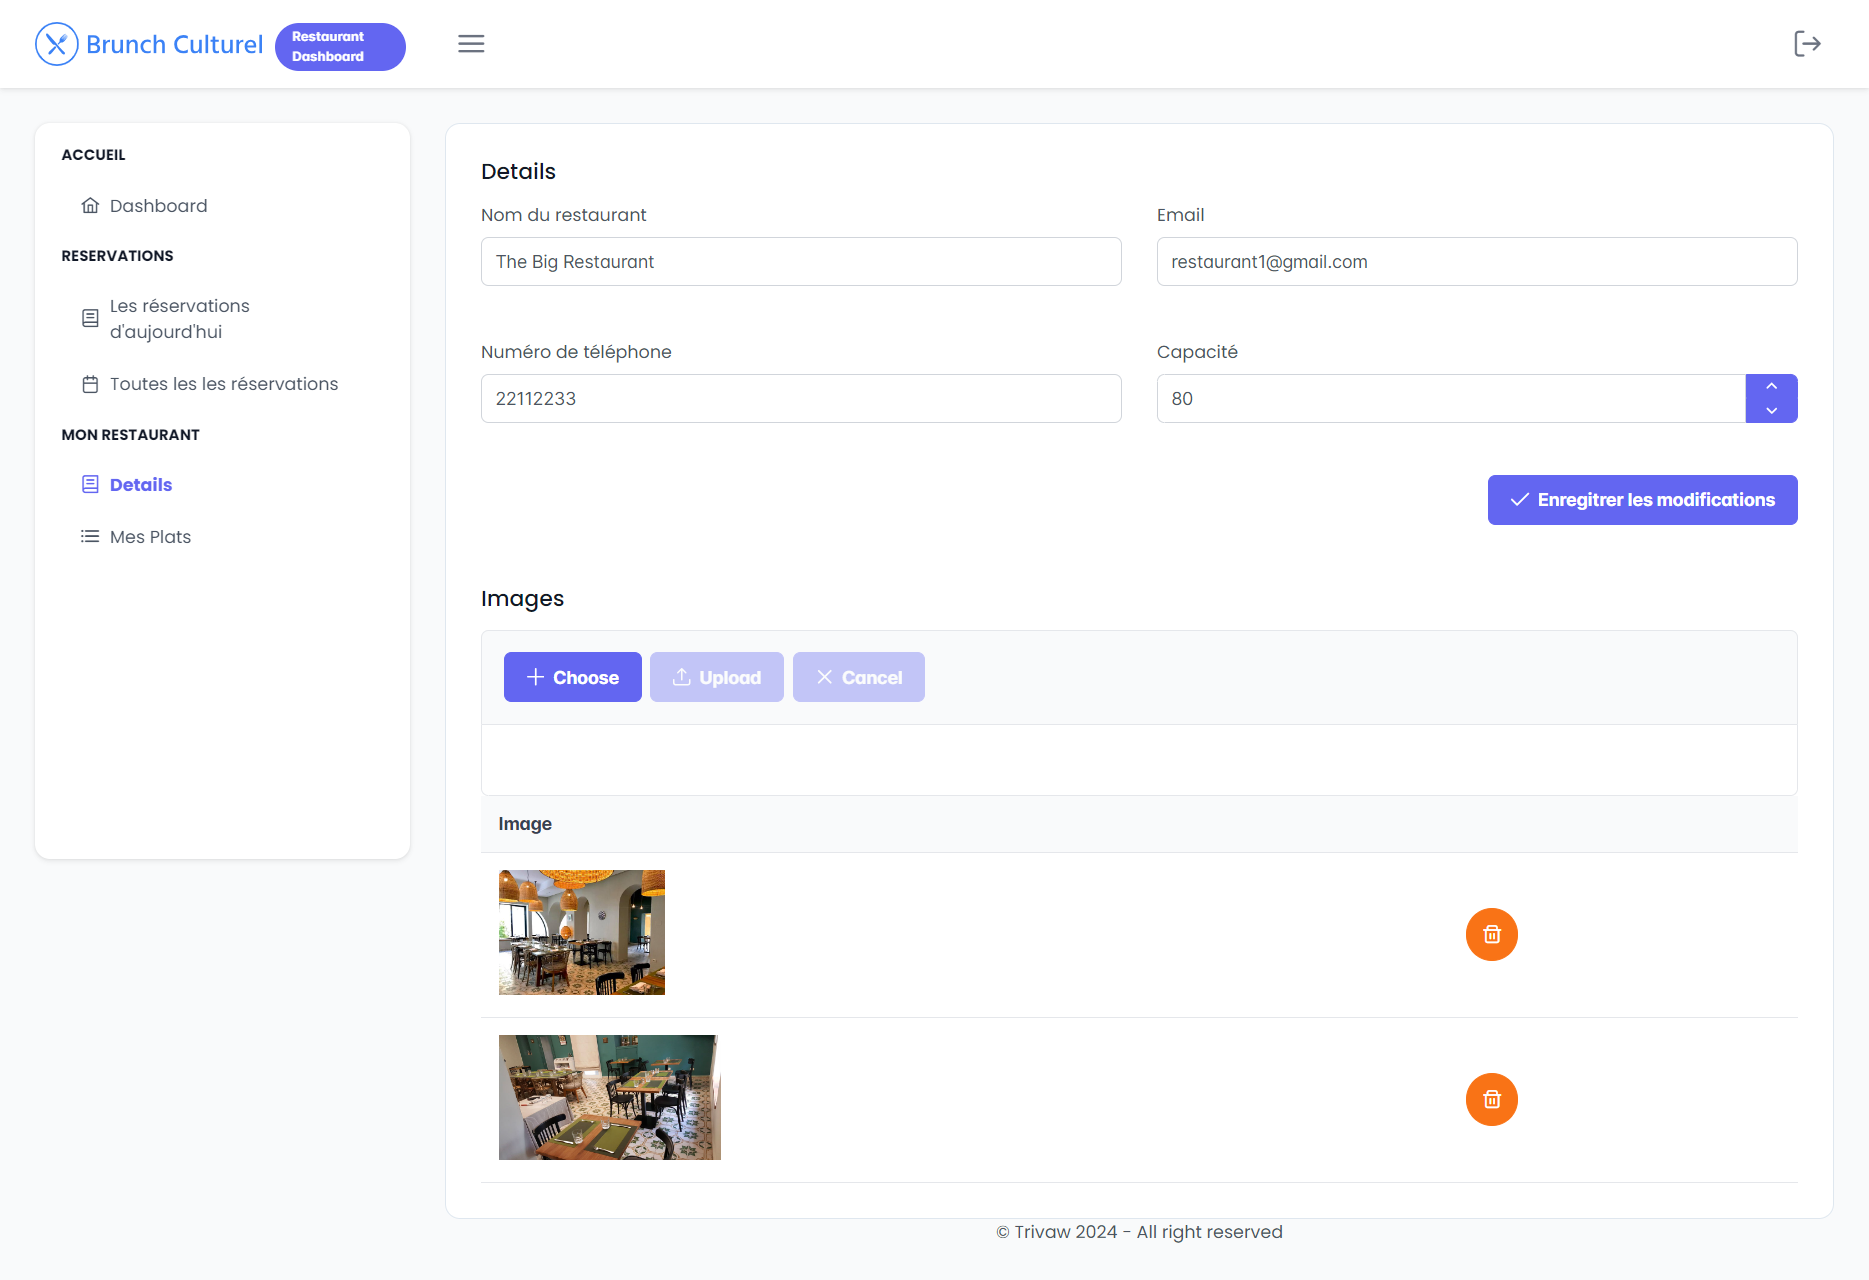 Brunch Culturel
Restaurant
Dashboard
ACCUEIL
Dashboard
RESERVATIONS
Les réservations
d'aujourd'hui
Toutes les les réservations
MON RESTAURANT
Details
Mes Plats
Details
Nom du restaurant
Email
The Big Restaurant
restaurant1@gmail.com
Numéro de téléphone
Capacité
22112233
80
Enregitrer les modifications
Images
Choose
Upload
Cancel
Image
© Trivaw 2024 - All right reserved